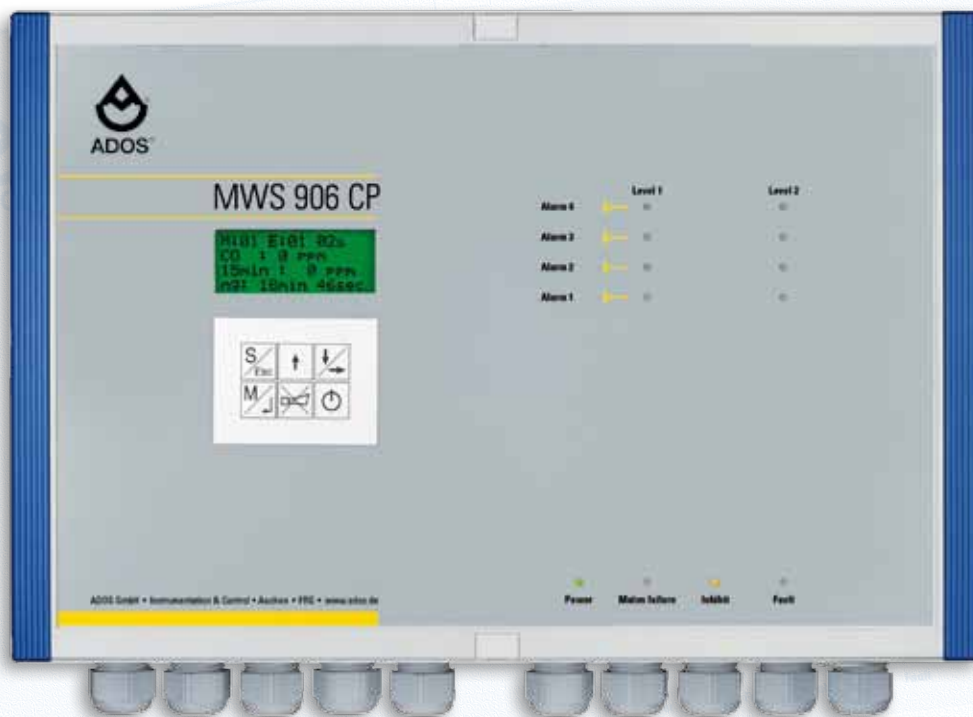 ADOS
MWS 906 CP
M:01 E:01 02s
CO : 0 ppm
15min : 0 ppm
n9: 18min 46sec
S/Esc
M
Level 1 Level 2
Alarm 4
Alarm 3
Alarm 2
Alarm 1
ADOS GmbH • Instrumentation & Control • Aachen • FRG • www.ados.de
Power Mains failure Inhibit Fault